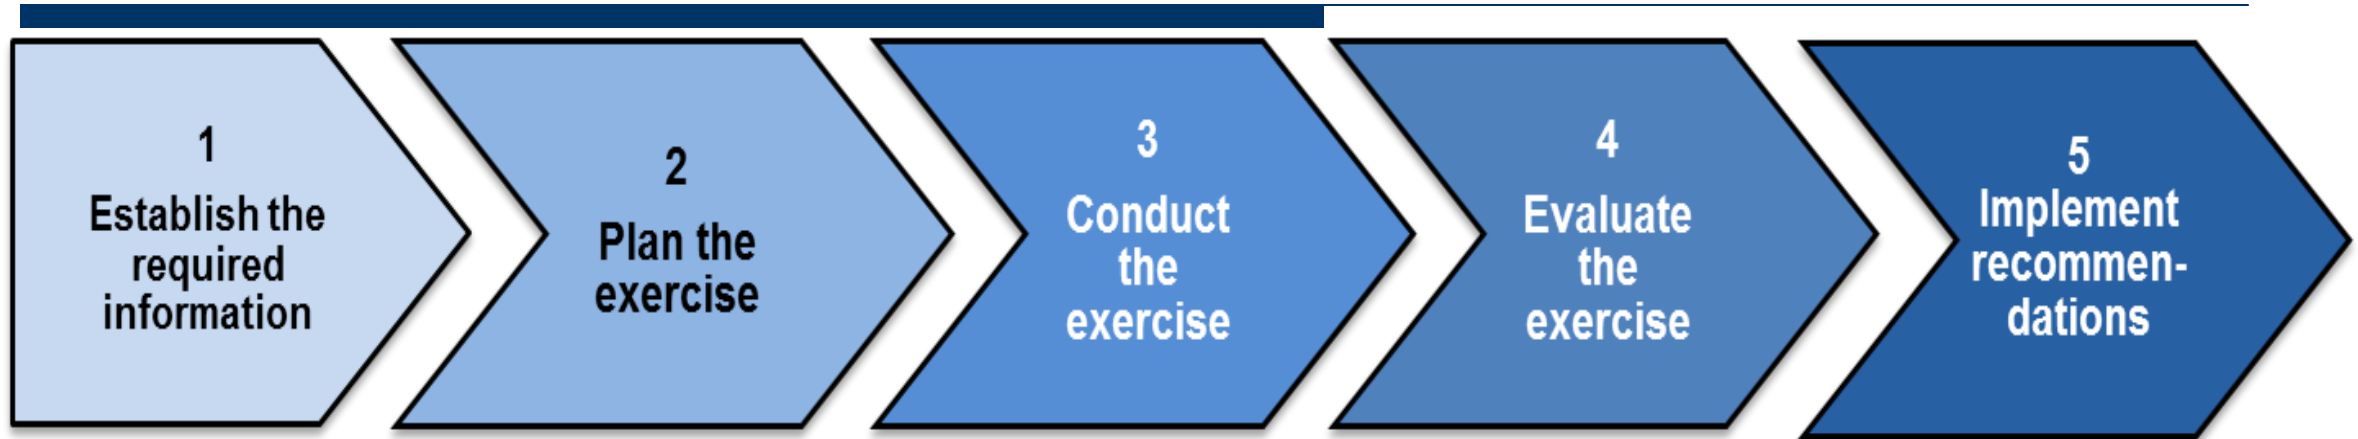 1
Establish the
required
information
2
Plan the
exercise
3
Conduct
the
exercise
4
Evaluate
the
exercise
5
Implement
recommen-
dations